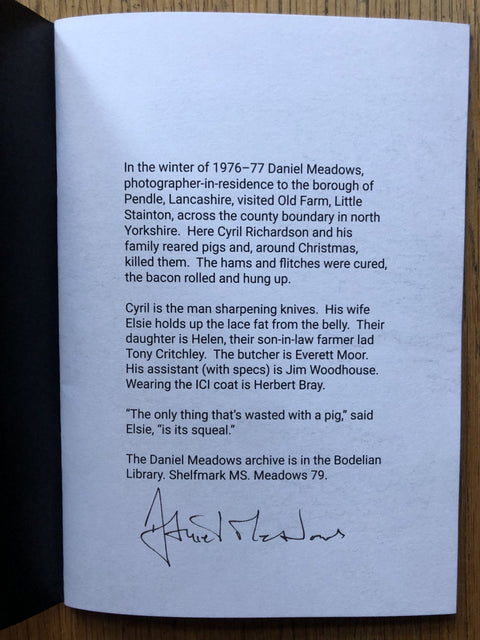 In the winter of 1976–77 Daniel Meadows,
photographer-in-residence to the borough of
Pendle, Lancashire, visited Old Farm, Little
Stainton, across the county boundary in north
Yorkshire.  Here Cyril Richardson and his
family reared pigs and, around Christmas,
killed them.  The hams and flitches were cured,
the bacon rolled and hung up.
Cyril is the man sharpening knives.  His wife
Elsie holds up the lace fat from the belly.  Their
daughter is Helen, their son-in-law farmer lad
Tony Critchley.  The butcher is Everett Moor.
His assistant (with specs) is Jim Woodhouse.
Wearing the ICI coat is Herbert Bray.
“The only thing that’s wasted with a pig,” said
Elsie, “is its squeal.”
The Daniel Meadows archive is in the Bodelian
Library. Shelfmark MS. Meadows 79.
Daniel Meadows